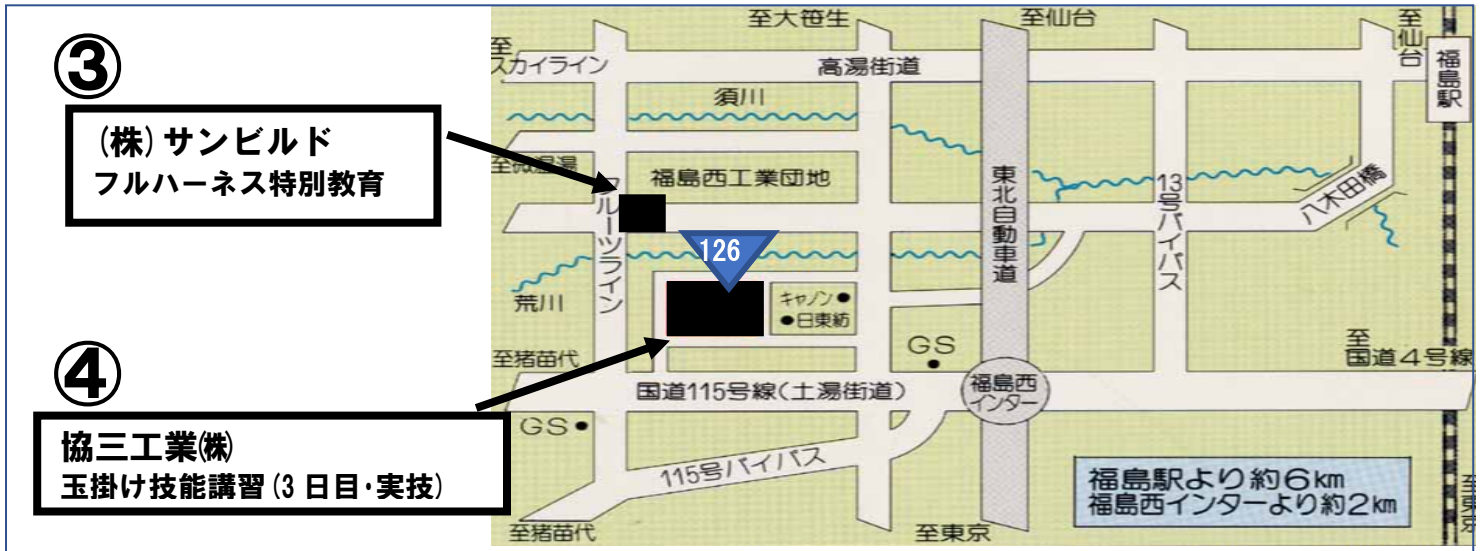 ③
(株)サンビルド
フルハーネス特別教育
④
協三工業㈱
玉掛け技能講習(3日目・実技)
至大笹生
至仙台
至仙台
至スカイライン
高湯街道
福島駅
須川
至微温湯
福島西工業団地
フルーツライン
東北自動車道
13号バイパス
八木田橋
126
荒川
キヤノン●
●日東紡
GS
至猪苗代
国道115号線(土湯街道)
福島西
インター
至
国道4号線
GS●
115号バイパス
福島駅より約6km
福島西インターより約2km
至猪苗代
至東京
至東京